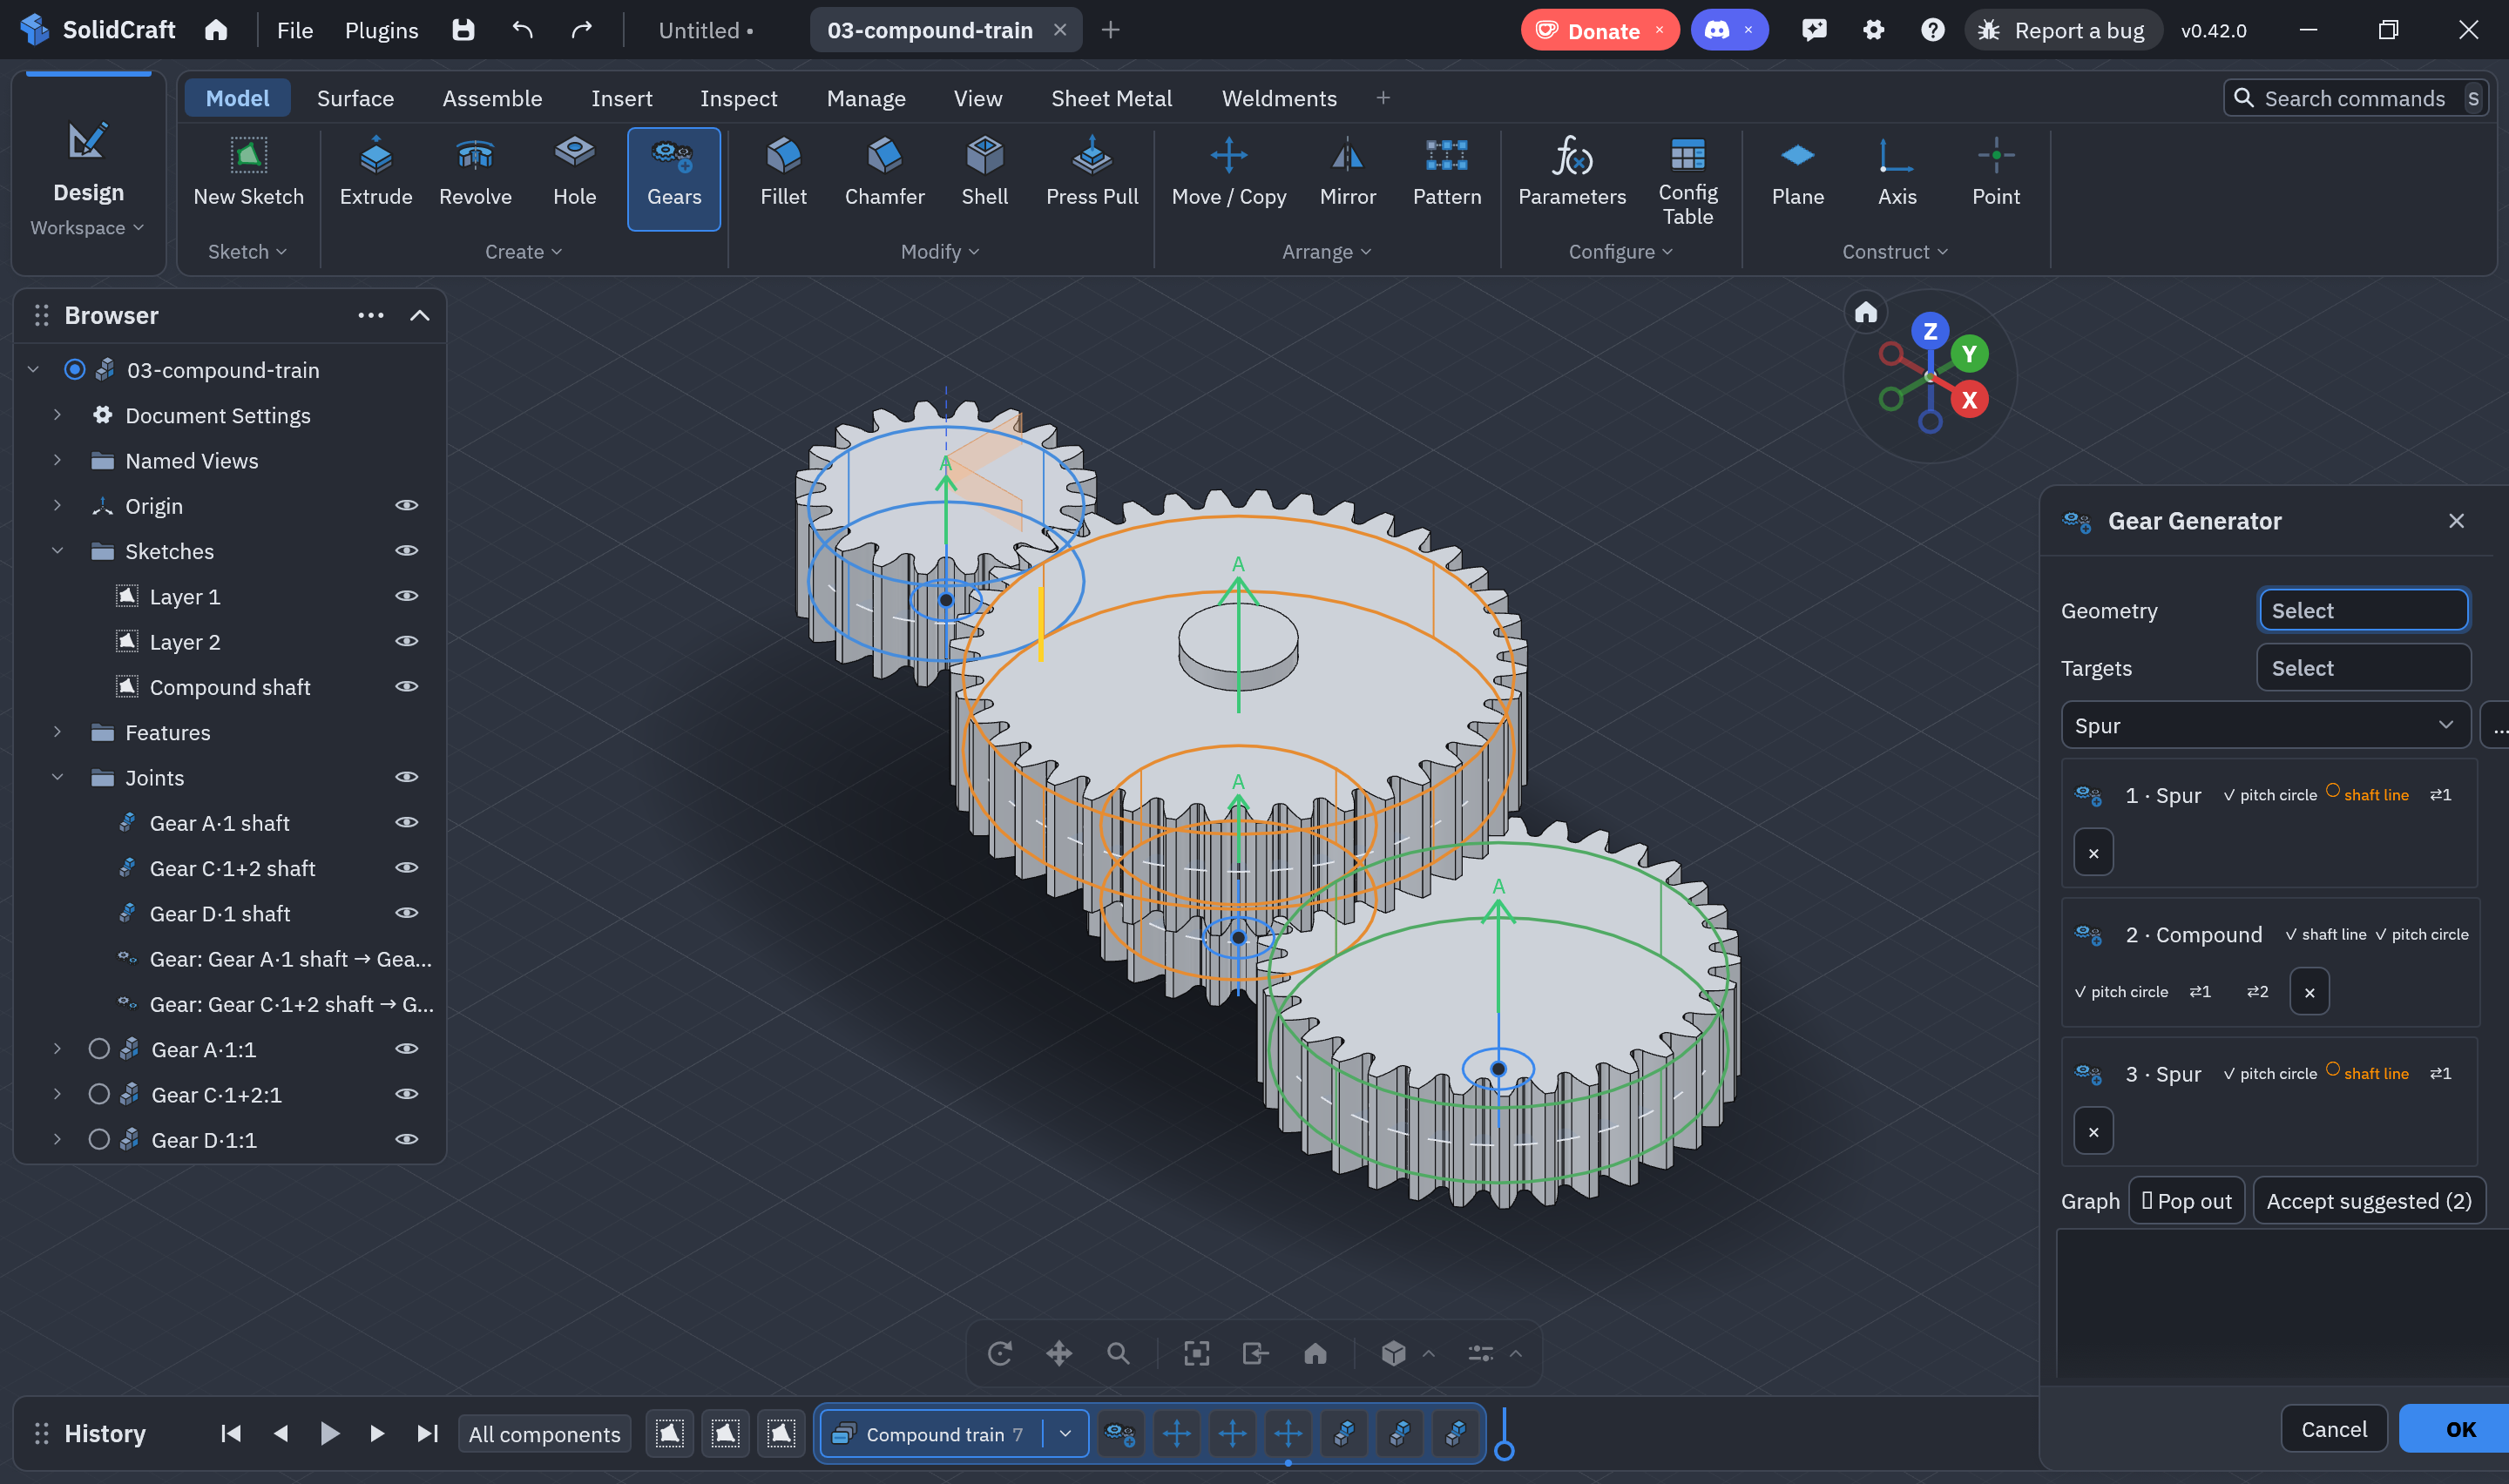 SolidCraft File Plugins Untitled • 03-compound-train Donate Report a bug v0.42.0
Design
Workspace
Model Surface Assemble Insert Inspect Manage View Sheet Metal Weldments Search commands S
New Sketch Extrude Revolve Hole Gears Fillet Chamfer Shell Press Pull Move / Copy Mirror Pattern Parameters Config Table Plane Axis Point
Sketch Create Modify Arrange Configure Construct
Browser
03-compound-train
Document Settings
Named Views
Origin
Sketches
Layer 1
Layer 2
Compound shaft
Features
Joints
Gear A·1 shaft
Gear C·1+2 shaft
Gear D·1 shaft
Gear: Gear A·1 shaft → Gea...
Gear: Gear C·1+2 shaft → G...
Gear A·1:1
Gear C·1+2:1
Gear D·1:1
Z
Y
X
A
A
A
A
Gear Generator
Geometry Select
Targets Select
Spur ...
1 · Spur ✓ pitch circle ○ shaft line ⇄1
×
2 · Compound ✓ shaft line ✓ pitch circle
✓ pitch circle ⇄1 ⇄2 ×
3 · Spur ✓ pitch circle ○ shaft line ⇄1
×
Graph Pop out Accept suggested (2)
Cancel OK
History All components Compound train 7